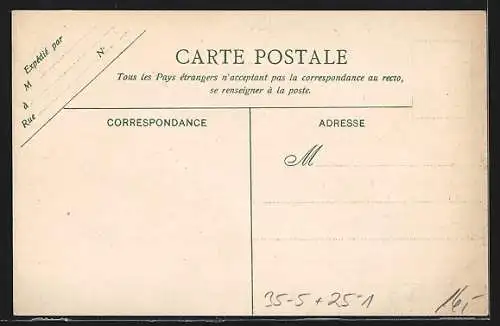 Expédié par
M
à
Rue N°
CARTE POSTALE
Tous les Pays étrangers n'acceptant pas la correspondance au recto,
se renseigner à la poste.
CORRESPONDANCE
ADRESSE
M
35-5+25-1
16,-